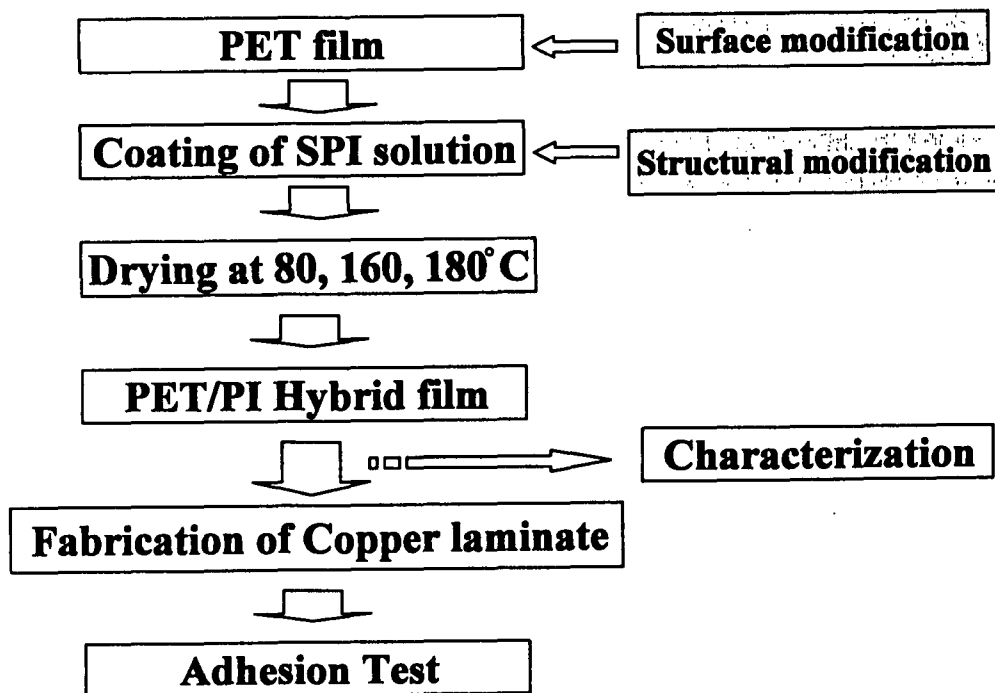 PET film
Surface modification
Coating of SPI solution
Structural modification
Drying at 80, 160, 180°C
PET/PI Hybrid film
Characterization
Fabrication of Copper laminate
Adhesion Test